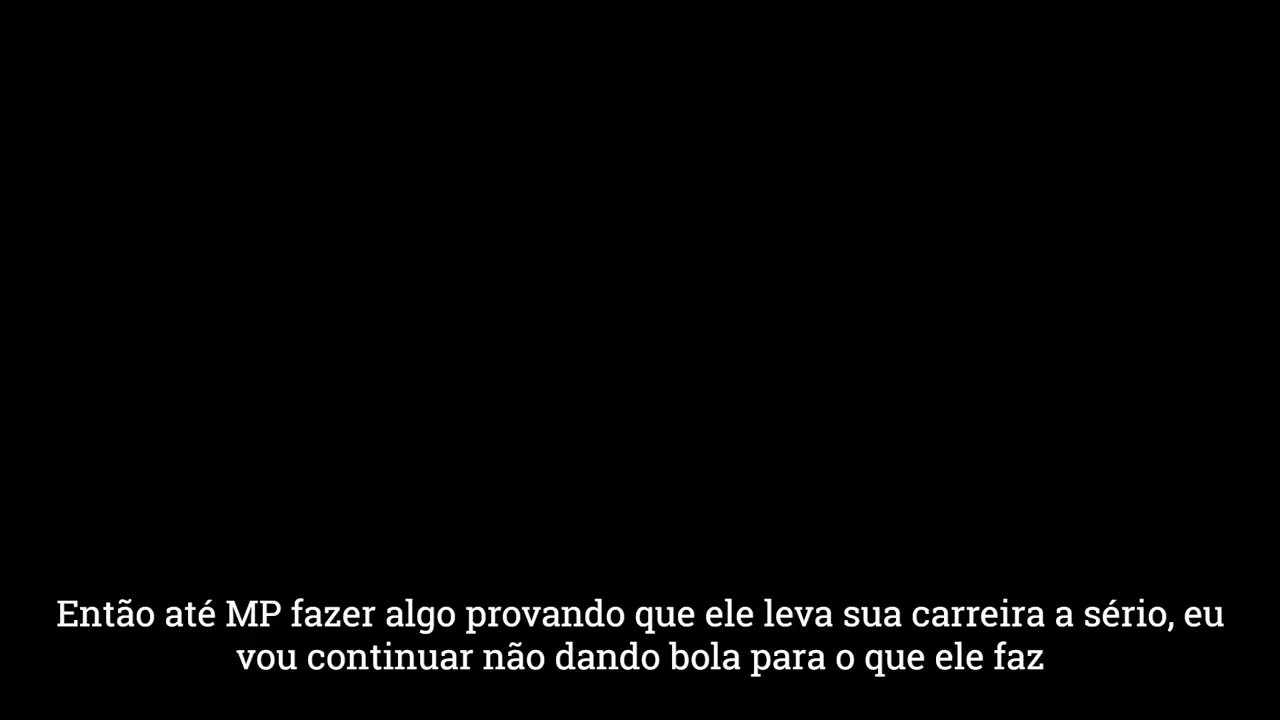 Então até MP fazer algo provando que ele leva sua carreira a sério, eu
vou continuar não dando bola para o que ele faz